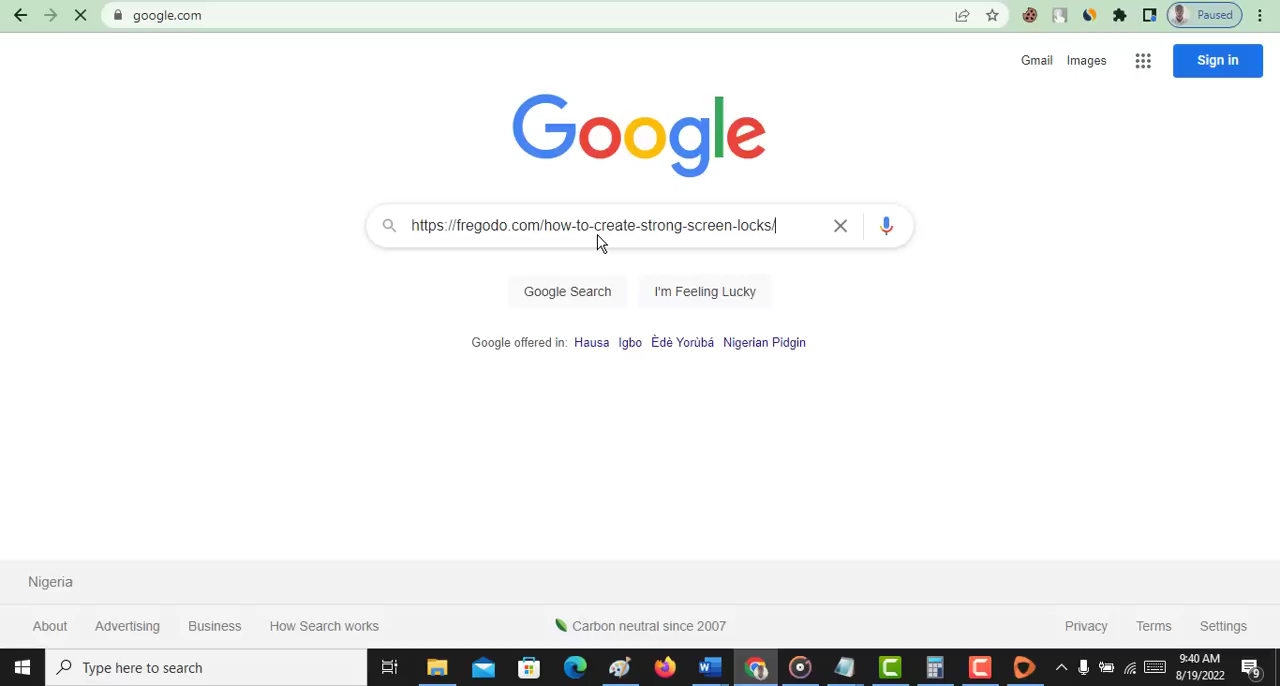 google.com
Paused
Gmail Images
Sign in
Google
https://fregodo.com/how-to-create-strong-screen-locks/
Google Search I'm Feeling Lucky
Google offered in: Hausa Igbo Èdè Yorùbá Nigerian Pidgin
Nigeria
About Advertising Business How Search works Carbon neutral since 2007 Privacy Terms Settings
Type here to search
9:40 AM
8/19/2022
9